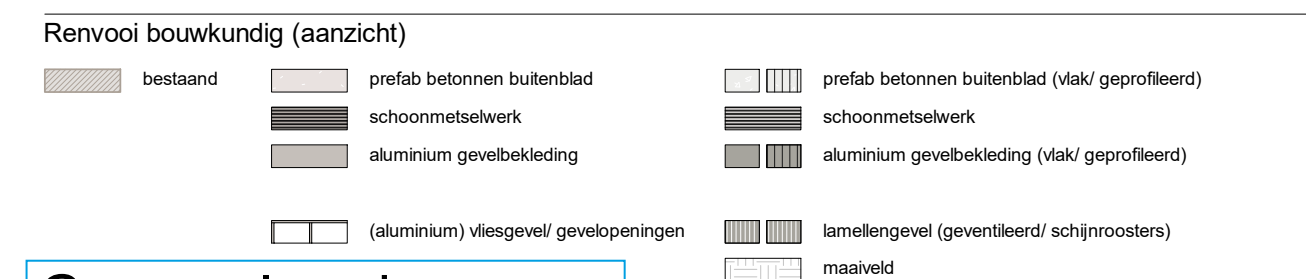 Renvooi bouwkundig (aanzicht)
bestaand
prefab betonnen buitenblad
prefab betonnen buitenblad (vlak/ geprofileerd)
schoonmetselwerk
schoonmetselwerk
aluminium gevelbekleding
aluminium gevelbekleding (vlak/ geprofileerd)
(aluminium) vliesgevel/ gevelopeningen
lamellengevel (geventileerd/ schijnroosters)
maaiveld